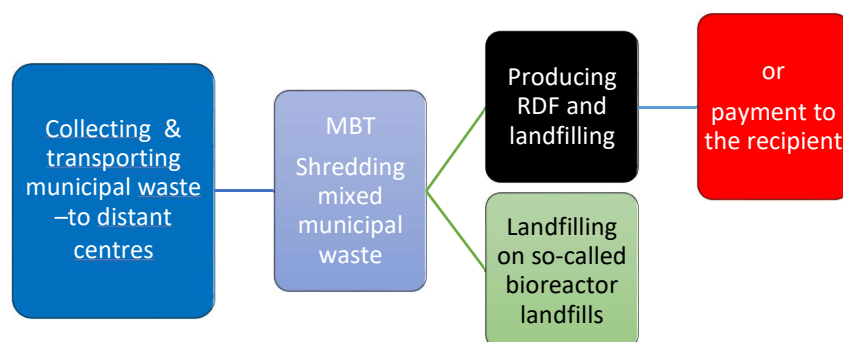 Collecting &
transporting
municipal waste
–to distant
centres
MBT
Shredding
mixed
municipal
waste
Producing
RDF and
landfilling
or
payment to
the recipient
Landfilling
on so-called
bioreactor
landfills